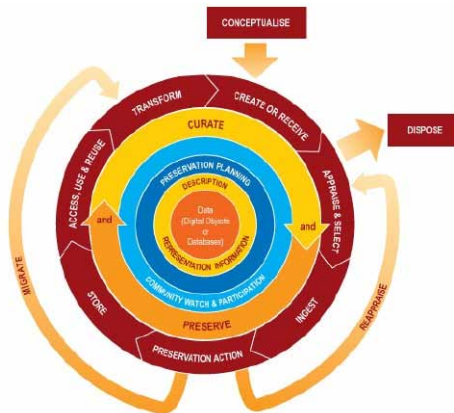 CONCEPTUALISE
TRANSFORM
CREATE OR RECEIVE
DISPOSE
CURATE
ACCESS, USE & REUSE
APPRAISE & SELECT
PRESERVATION PLANNING
DESCRIPTION
Data
(Digital Objects
or
Databases)
and
and
REPRESENTATION INFORMATION
COMMUNITY WATCH & PARTICIPATION
MIGRATE
REAPPRAISE
STORE
INGEST
PRESERVE
PRESERVATION ACTION